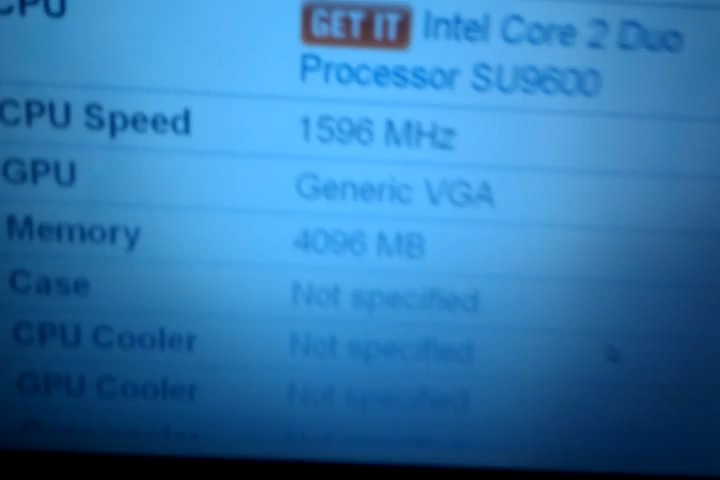 CPU GET IT Intel Core 2 Duo
Processor SU9600
CPU Speed 1596 MHz
GPU Generic VGA
Memory 4096 MB
Case Not specified
CPU Cooler Not specified
GPU Cooler Not specified